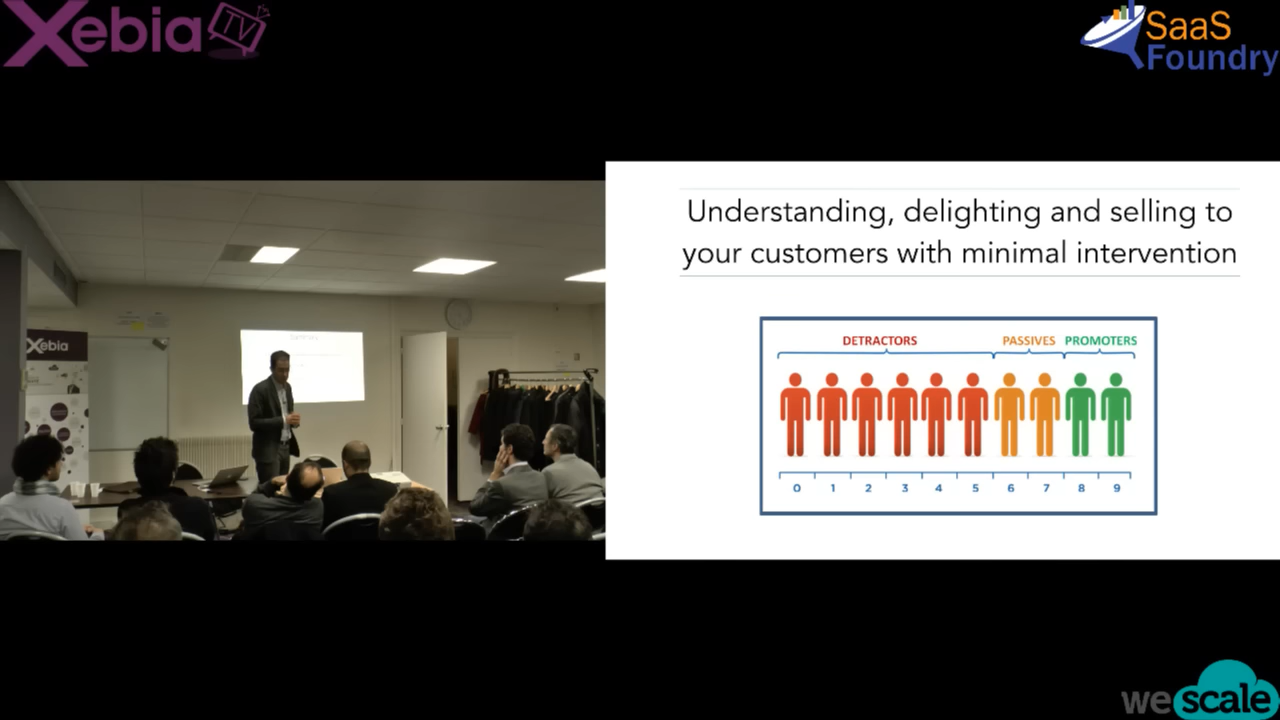 Xebia TV
SaaS
Foundry
Understanding, delighting and selling to
your customers with minimal intervention
DETRACTORS PASSIVES PROMOTERS
0 1 2 3 4 5 6 7 8 9
Xebia
wescale